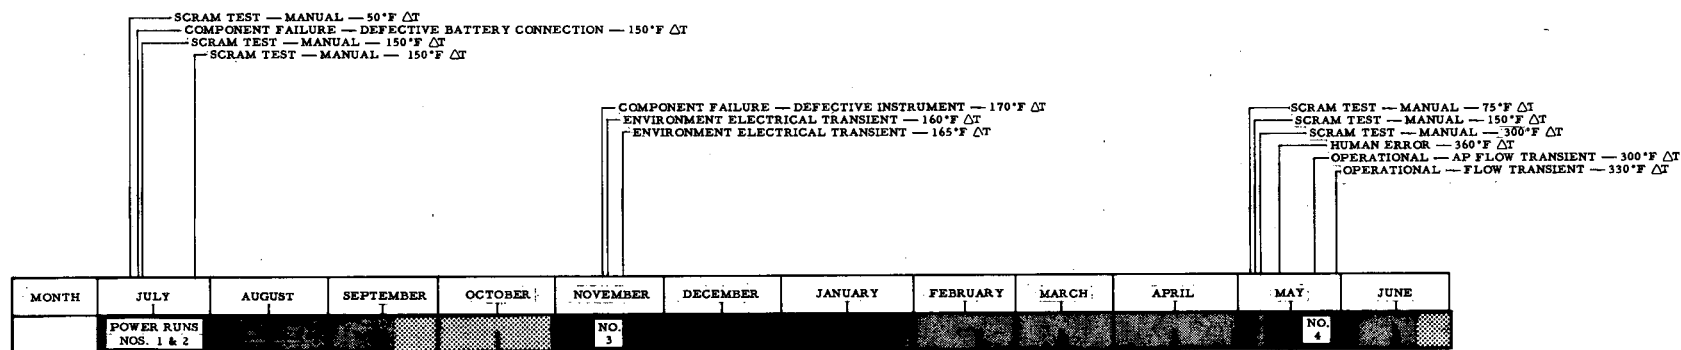 SCRAM TEST — MANUAL — 50°F ΔT
COMPONENT FAILURE — DEFECTIVE BATTERY CONNECTION — 150°F ΔT
SCRAM TEST — MANUAL — 150°F ΔT
SCRAM TEST — MANUAL — 150°F ΔT
COMPONENT FAILURE — DEFECTIVE INSTRUMENT — 170°F ΔT
ENVIRONMENT ELECTRICAL TRANSIENT — 160°F ΔT
ENVIRONMENT ELECTRICAL TRANSIENT — 165°F ΔT
SCRAM TEST — MANUAL — 75°F ΔT
SCRAM TEST — MANUAL — 150°F ΔT
SCRAM TEST — MANUAL — 300°F ΔT
HUMAN ERROR — 360°F ΔT
OPERATIONAL — AP FLOW TRANSIENT — 300°F ΔT
OPERATIONAL — FLOW TRANSIENT — 330°F ΔT
MONTH JULY AUGUST SEPTEMBER OCTOBER NOVEMBER DECEMBER JANUARY FEBRUARY MARCH APRIL MAY JUNE
POWER RUNS
NOS. 1 & 2
NO.
3
NO.
4